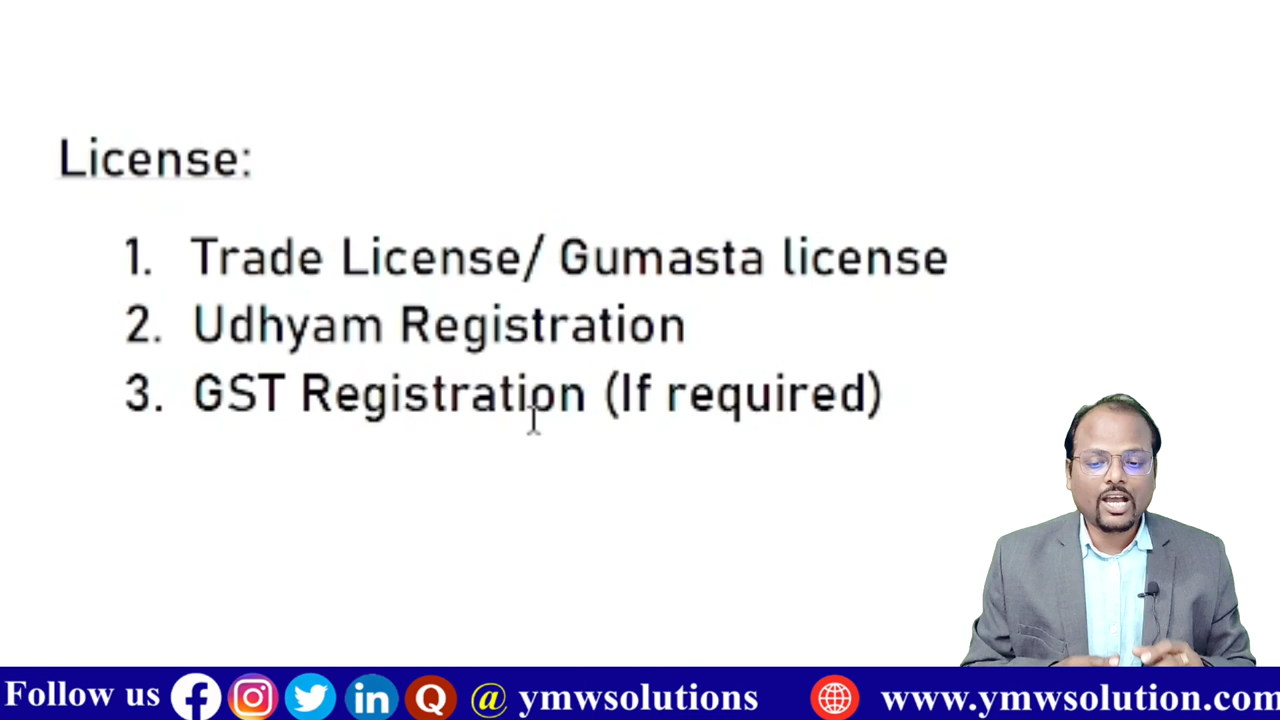 License:
1. Trade License/ Gumasta license
2. Udhyam Registration
3. GST Registration (If required)
Follow us @ ymwsolutions www.ymwsolution.com